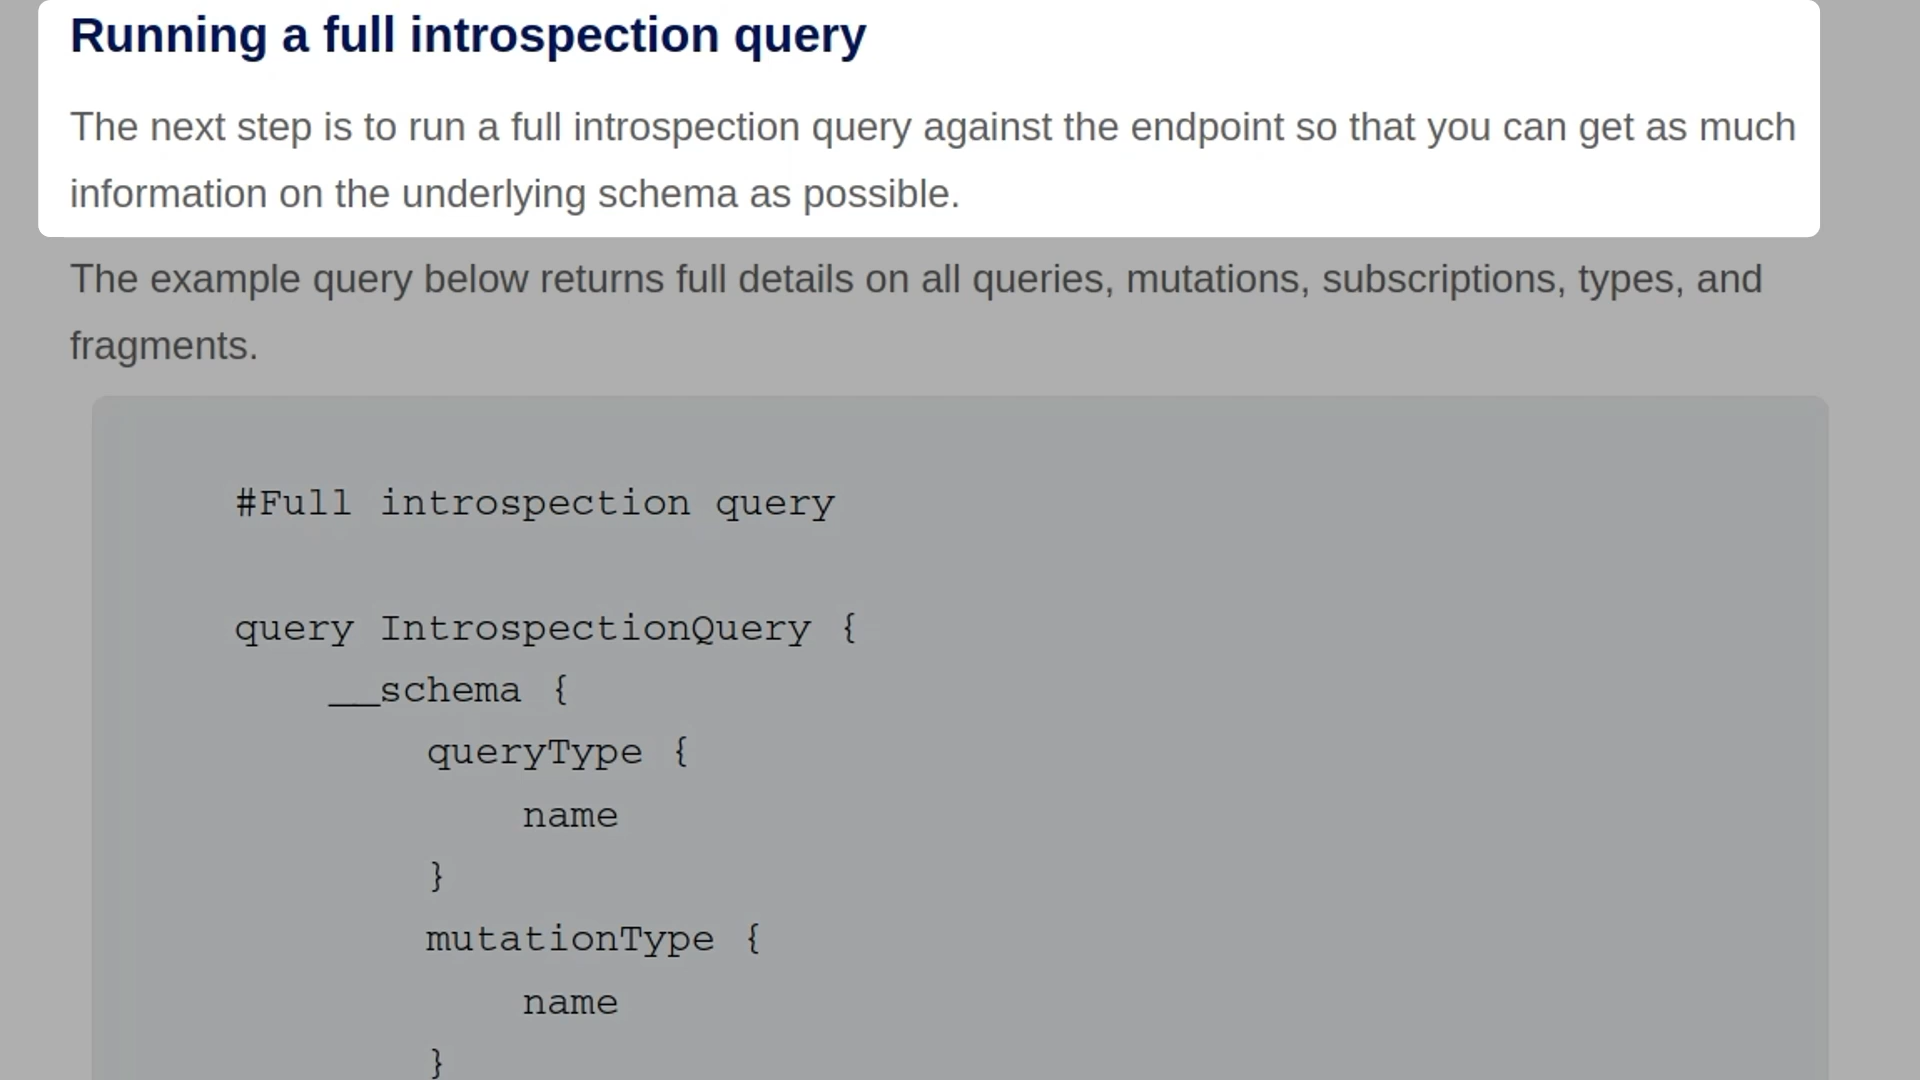 Running a full introspection query
The next step is to run a full introspection query against the endpoint so that you can get as much
information on the underlying schema as possible.
The example query below returns full details on all queries, mutations, subscriptions, types, and
fragments.
#Full introspection query
query IntrospectionQuery {
__schema {
queryType {
name
}
mutationType {
name
}